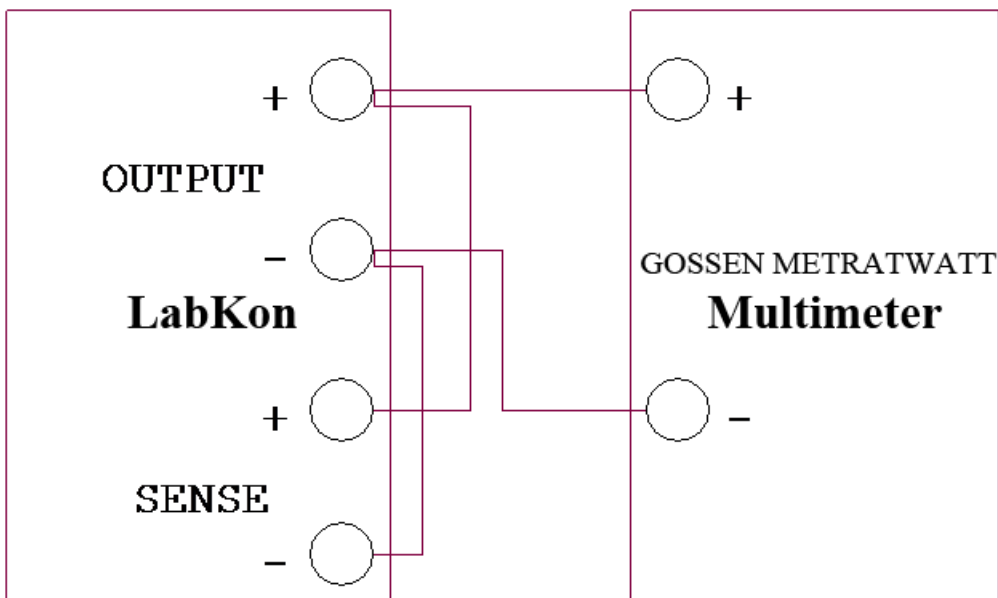 + +
OUTPUT
-
GOSSEN METRATWATT
LabKon Multimeter
+ -
SENSE
-